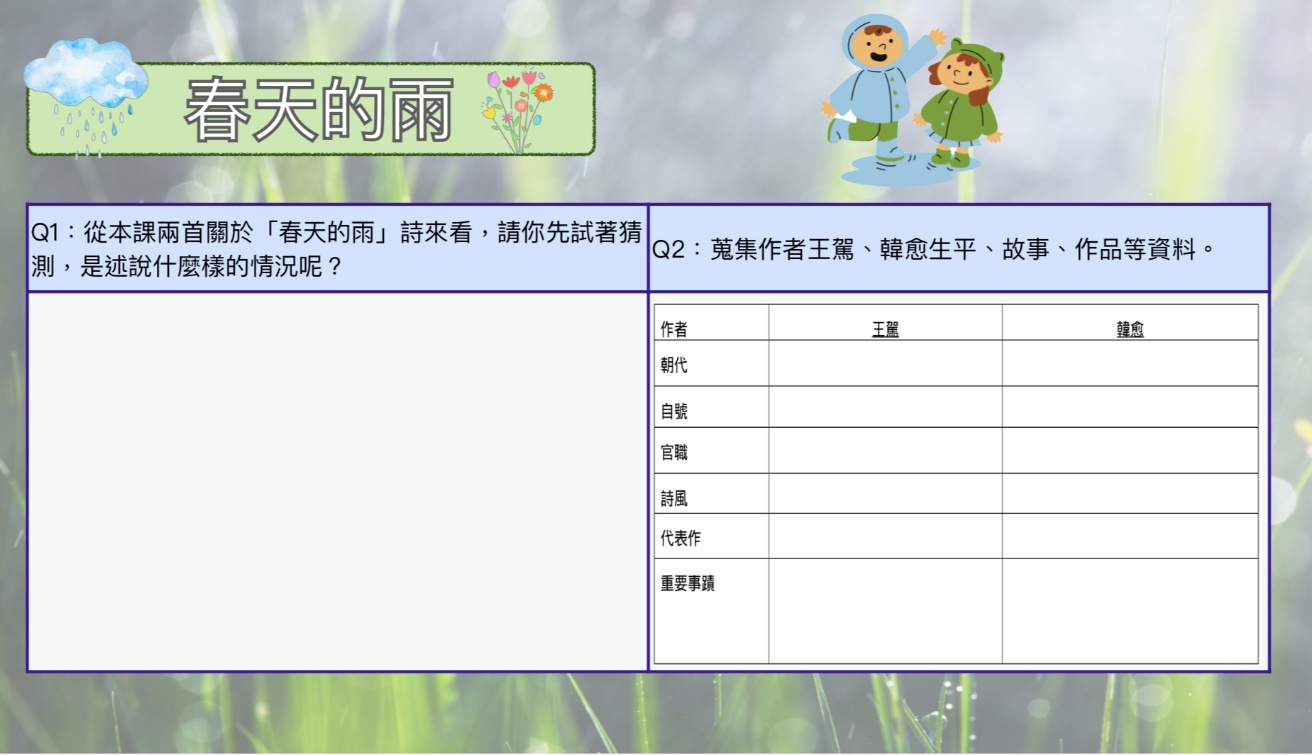 春天的雨
Q1：從本課兩首關於「春天的雨」詩來看，請你先試著猜
測，是述說什麼樣的情況呢？
Q2：蒐集作者王駕、韓愈生平、故事、作品等資料。
作者 王駕 韓愈
朝代
自號
官職
詩風
代表作
重要事蹟